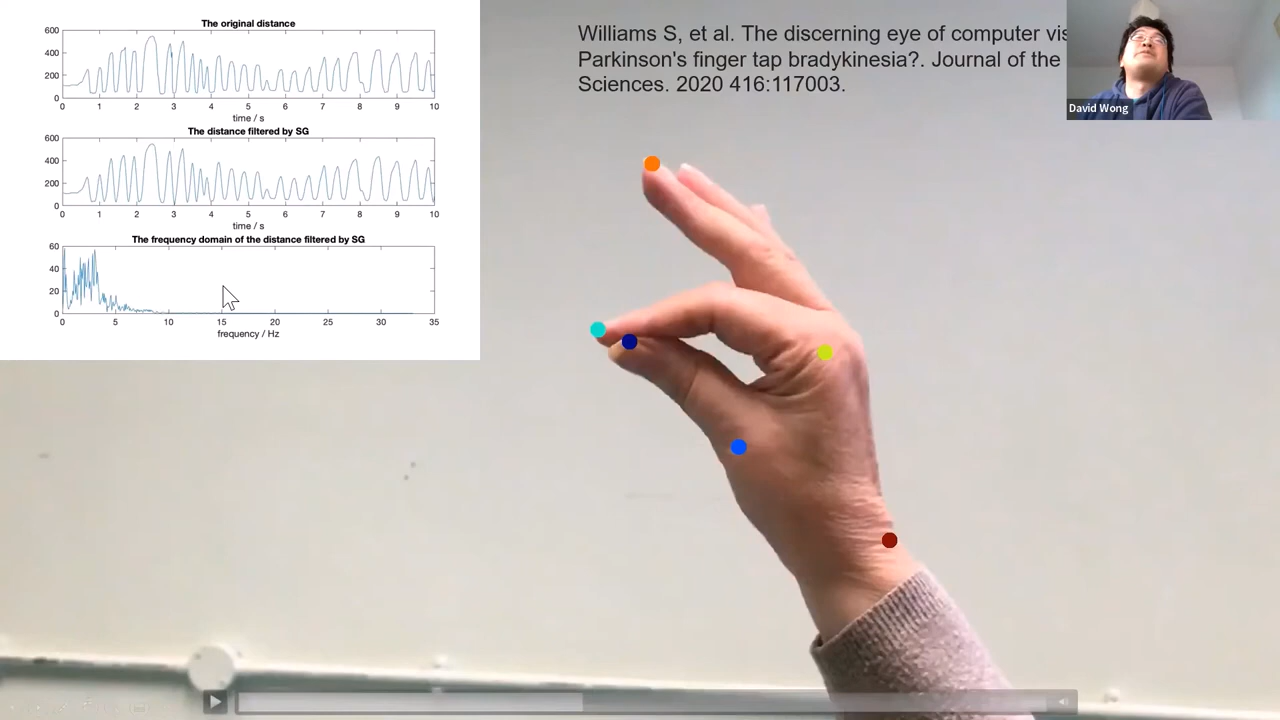 The original distance
600
400
200
0
0 1 2 3 4 5 6 7 8 9 10
time / s
The distance filtered by SG
600
400
200
0
0 1 2 3 4 5 6 7 8 9 10
time / s
The frequency domain of the distance filtered by SG
60
40
20
0
0 5 10 15 20 25 30 35
frequency / Hz
Williams S, et al. The discerning eye of computer vis
Parkinson's finger tap bradykinesia?. Journal of the
Sciences. 2020 416:117003.
David Wong